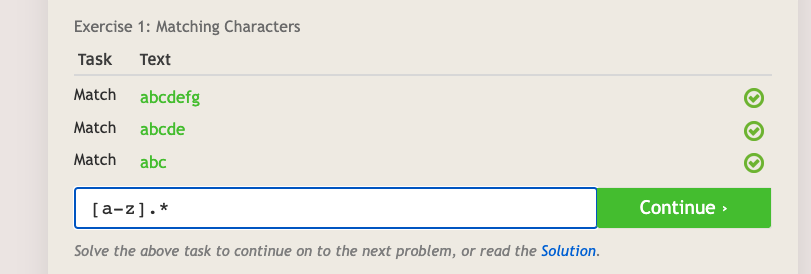 Exercise 1: Matching Characters
Task Text
Match abcdefg
Match abcde
Match abc
[a-z].* Continue ›
Solve the above task to continue on to the next problem, or read the Solution.